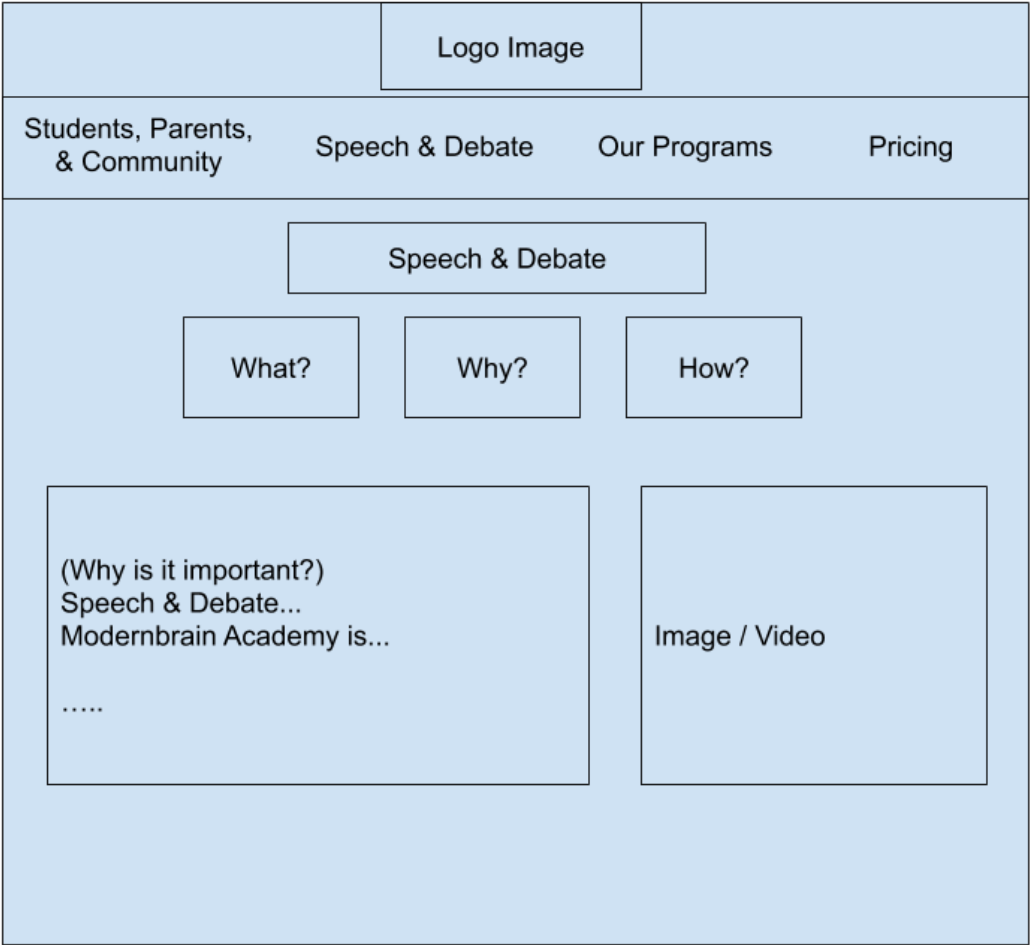 Logo Image
Students, Parents,
& Community
Speech & Debate
Our Programs
Pricing
Speech & Debate
What?
Why?
How?
(Why is it important?)
Speech & Debate...
Modernbrain Academy is...
…..
Image / Video